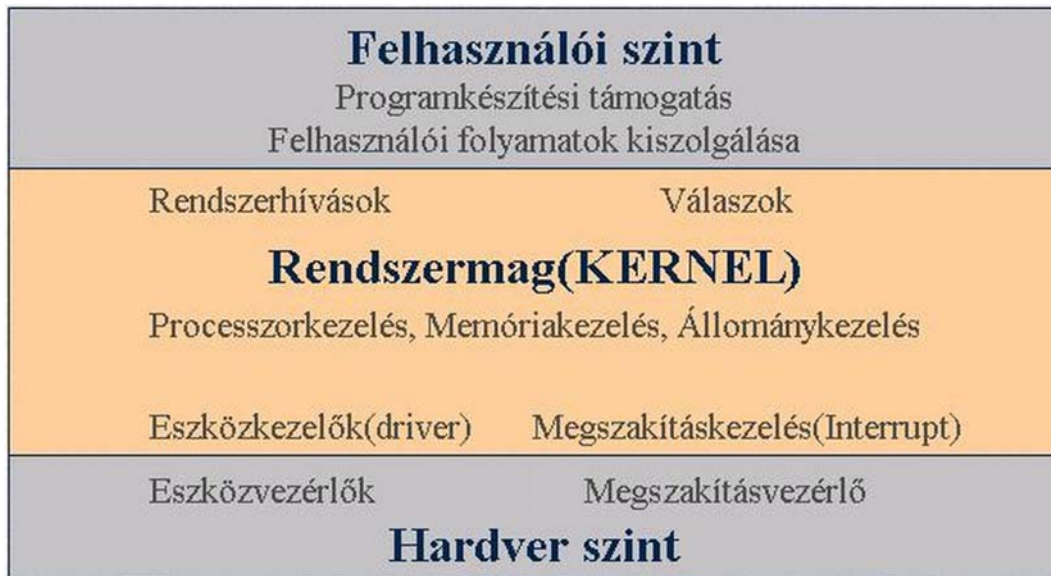 Felhasználói szint
Programkészítési támogatás
Felhasználói folyamatok kiszolgálása
Rendszerhívások Válaszok
Rendszermag(KERNEL)
Processzorkezelés, Memóriakezelés, Állománykezelés
Eszközkezelők(driver) Megszakításkezelés(Interrupt)
Eszközvezérlők Megszakításvezérlő
Hardver szint